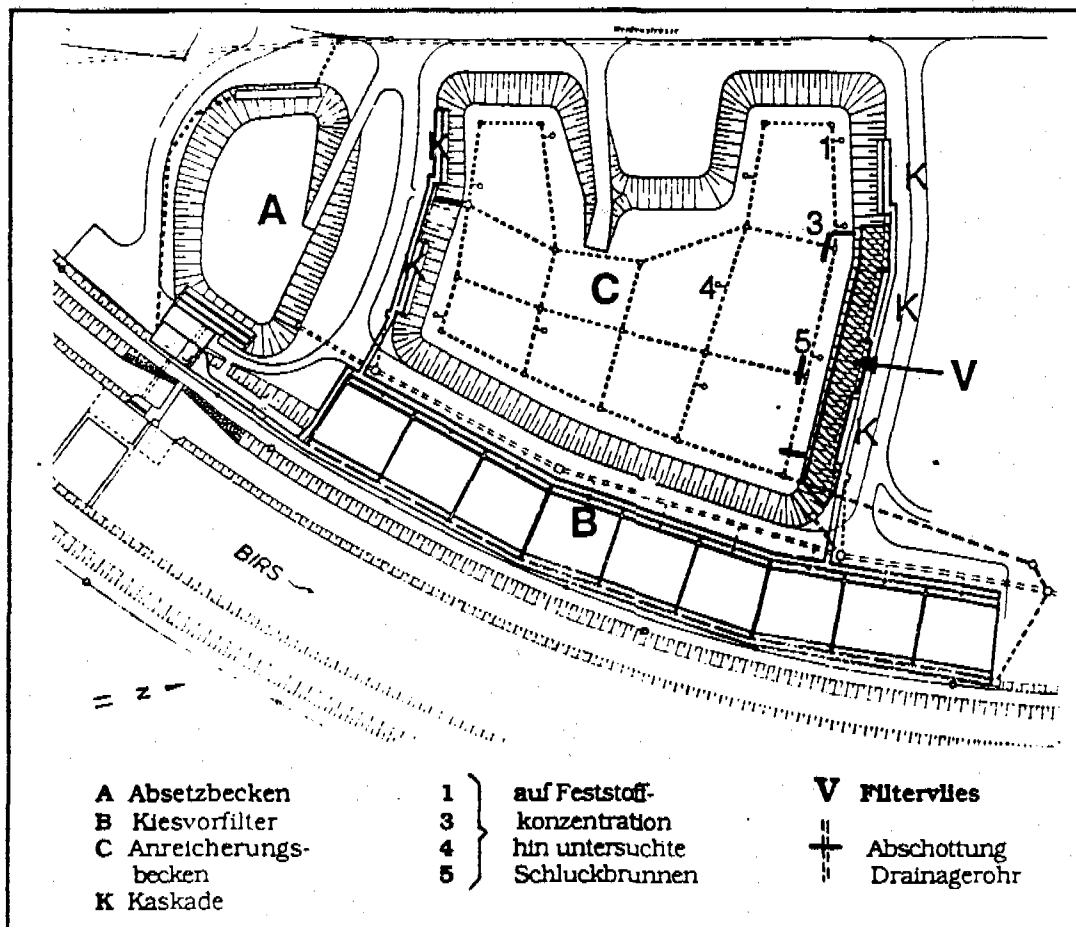 K
K
1
K
A
3
4
C
K
5
V
K
B
BIRS
N
A Absetzbecken
B Kiesvorfilter
C Anreicherungs-
becken
K Kaskade
1 auf Feststoff-
3 konzentration
4 hin untersuchte
5 Schluckbrunnen
V Filtervlies
Abschottung
Drainagerohr